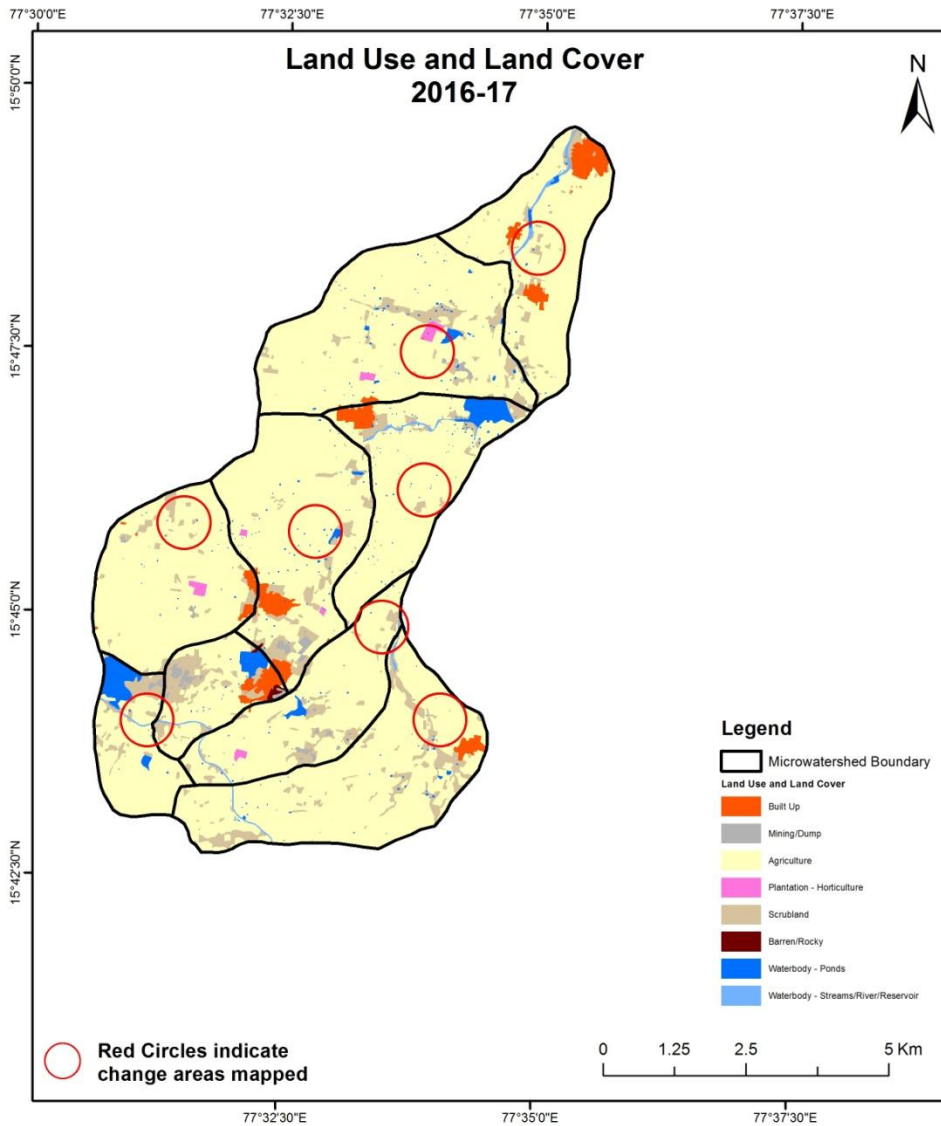 77°30'0"E 77°32'30"E 77°35'0"E 77°37'30"E
Land Use and Land Cover
2016-17
N
15°50'0"N
15°47'30"N
15°45'0"N
15°42'30"N
Legend
Microwatershed Boundary
Land Use and Land Cover
Built Up
Mining/Dump
Agriculture
Plantation - Horticulture
Scrubland
Barren/Rocky
Waterbody - Ponds
Waterbody - Streams/River/Reservoir
Red Circles indicate
change areas mapped
0 1.25 2.5 5 Km
77°32'30"E 77°35'0"E 77°37'30"E